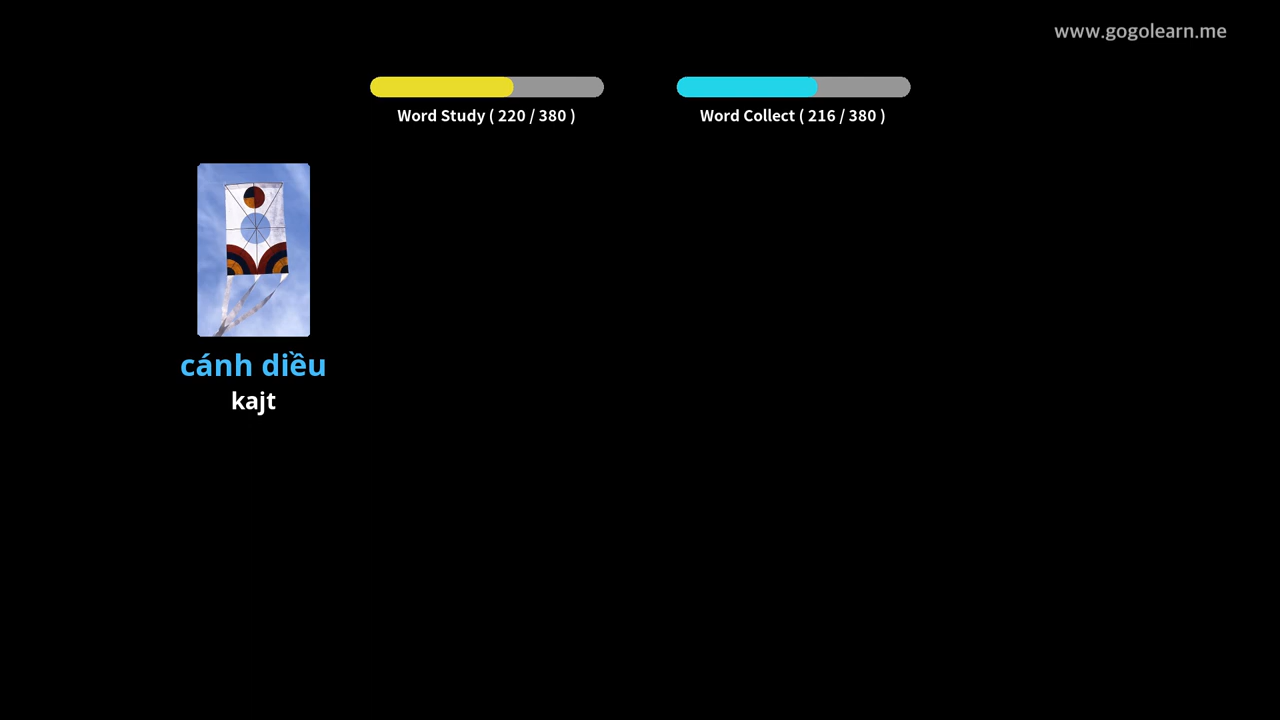 www.gogolearn.me
Word Study ( 220 / 380 )
Word Collect ( 216 / 380 )
cánh diều
kajt